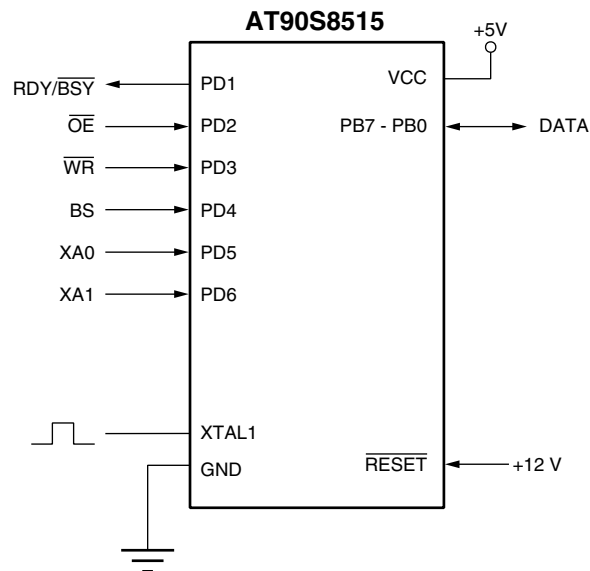 AT90S8515
+5V
RDY/BSY
PD1
VCC
OE
PD2
PB7 - PB0
DATA
WR
PD3
BS
PD4
XA0
PD5
XA1
PD6
XTAL1
GND
RESET
+12 V